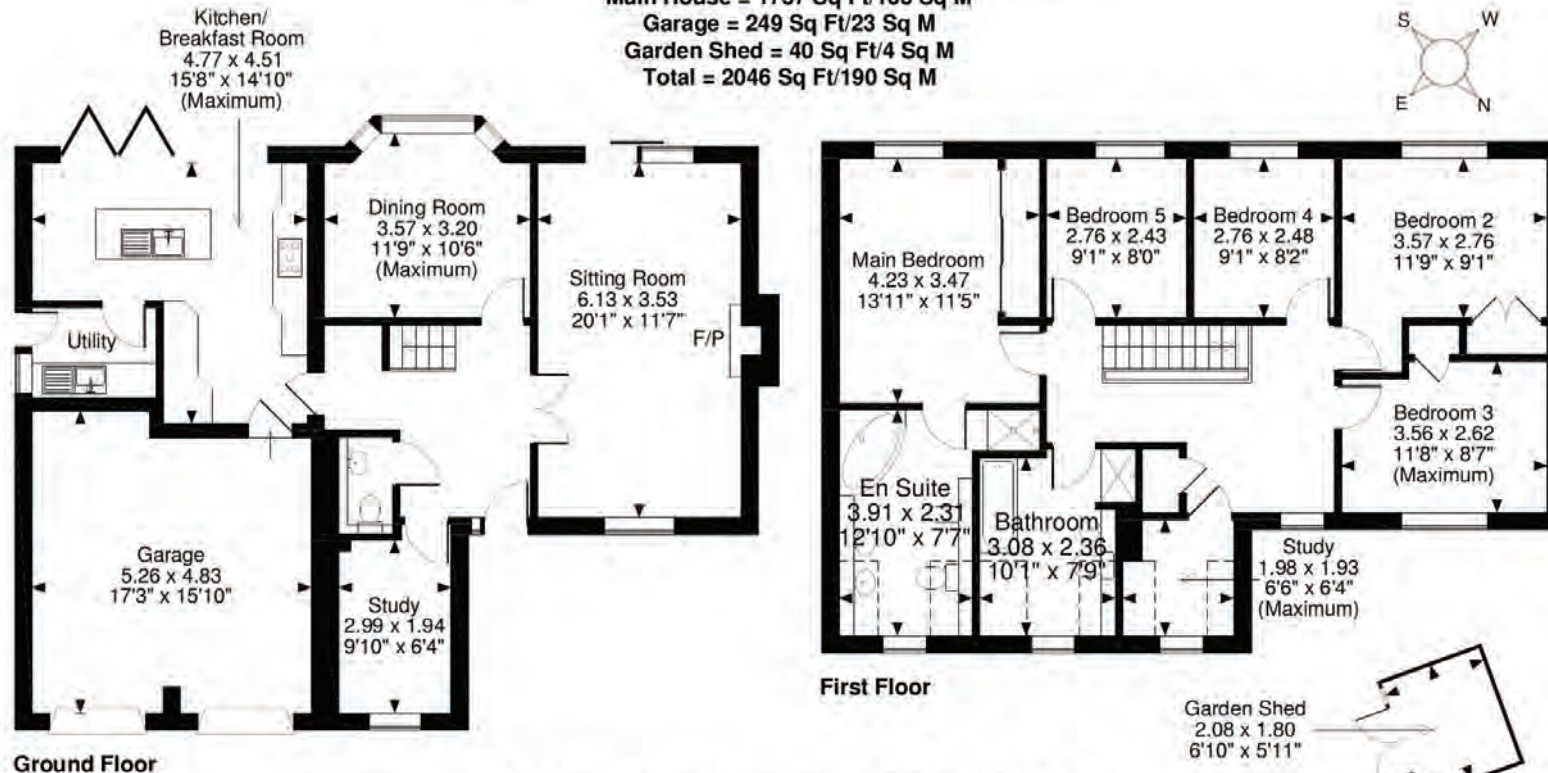 Garage = 249 Sq Ft/23 Sq M
Garden Shed = 40 Sq Ft/4 Sq M
Total = 2046 Sq Ft/190 Sq M
S W
E N
Kitchen/
Breakfast Room
4.77 x 4.51
15'8" x 14'10"
(Maximum)
Dining Room
3.57 x 3.20
11'9" x 10'6"
(Maximum)
Sitting Room
6.13 x 3.53
20'1" x 11'7"
F/P
Utility
Garage
5.26 x 4.83
17'3" x 15'10"
Study
2.99 x 1.94
9'10" x 6'4"
Ground Floor
Main Bedroom
4.23 x 3.47
13'11" x 11'5"
Bedroom 5
2.76 x 2.43
9'1" x 8'0"
Bedroom 4
2.76 x 2.48
9'1" x 8'2"
Bedroom 2
3.57 x 2.76
11'9" x 9'1"
Bedroom 3
3.56 x 2.62
11'8" x 8'7"
(Maximum)
En Suite
3.91 x 2.31
12'10" x 7'7"
Bathroom
3.08 x 2.36
10'1" x 7'9"
Study
1.98 x 1.93
6'6" x 6'4"
(Maximum)
First Floor
Garden Shed
2.08 x 1.80
6'10" x 5'11"